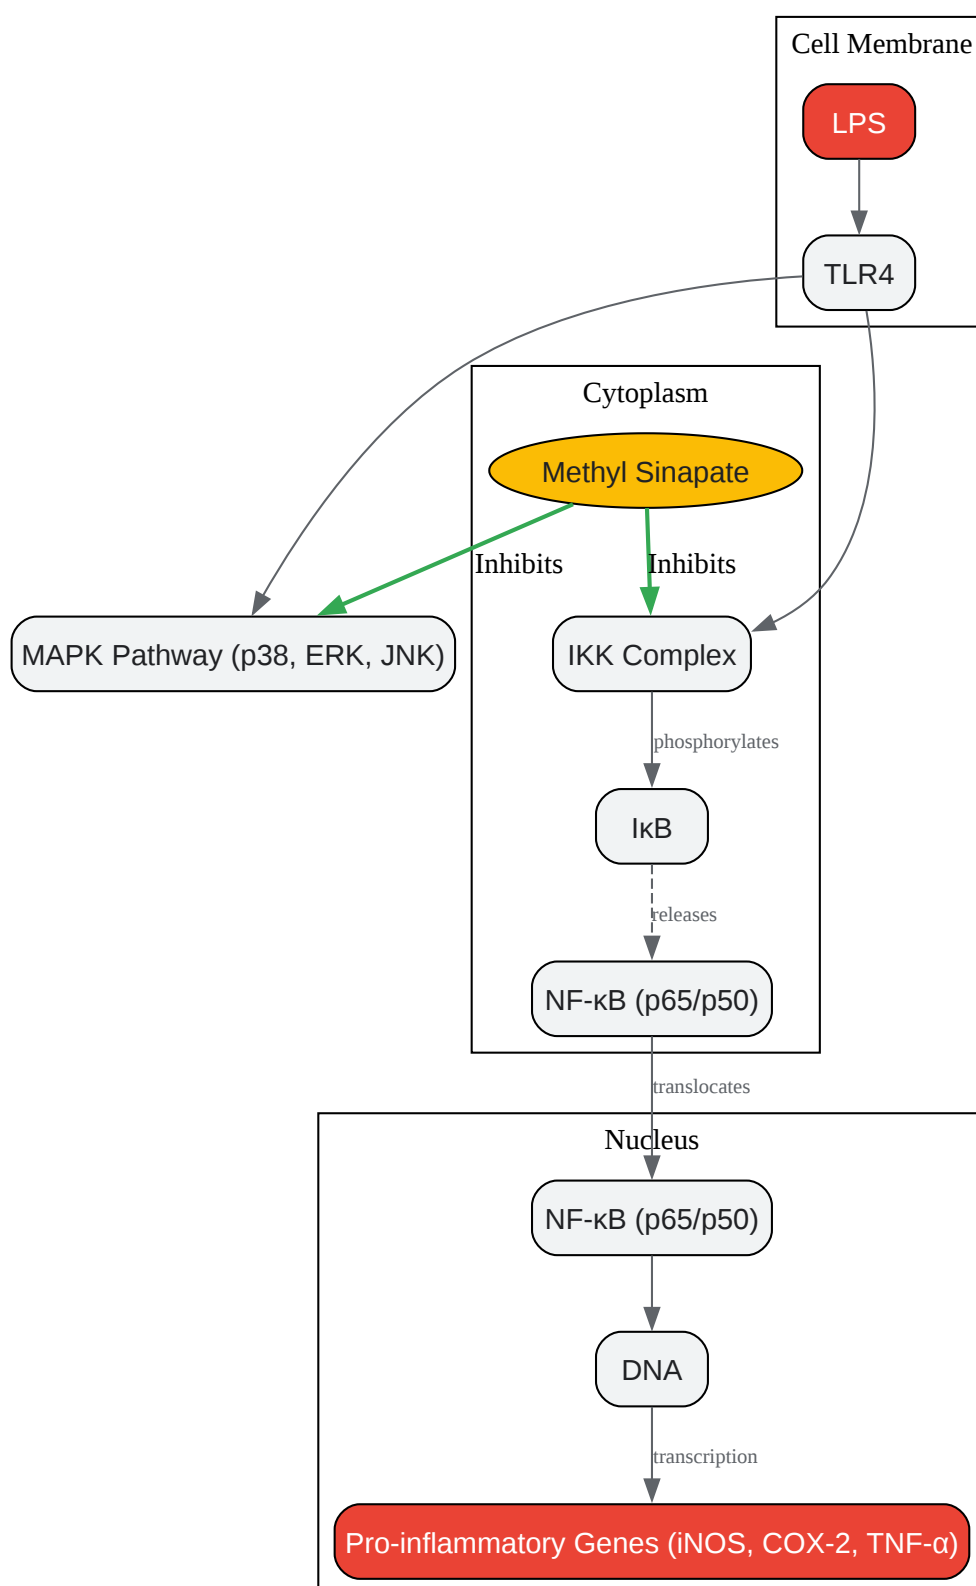 Cell Membrane
LPS
TLR4
Cytoplasm
Methyl Sinapate
Inhibits
Inhibits
MAPK Pathway (p38, ERK, JNK)
IKK Complex
phosphorylates
IκB
releases
NF-κB (p65/p50)
translocates
Nucleus
NF-κB (p65/p50)
DNA
transcription
Pro-inflammatory Genes (iNOS, COX-2, TNF-α)